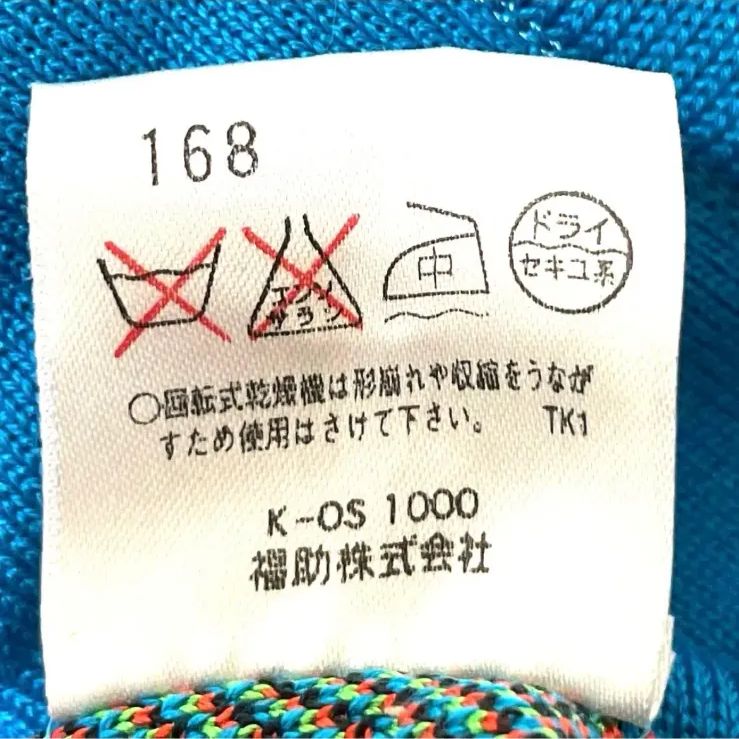 168
エンソ
サラシ
中
ドライ
セキユ系
○回転式乾燥機は形崩れや収縮をうなが
すため使用はさけて下さい。 TK1
K-OS 1000
福助株式会社